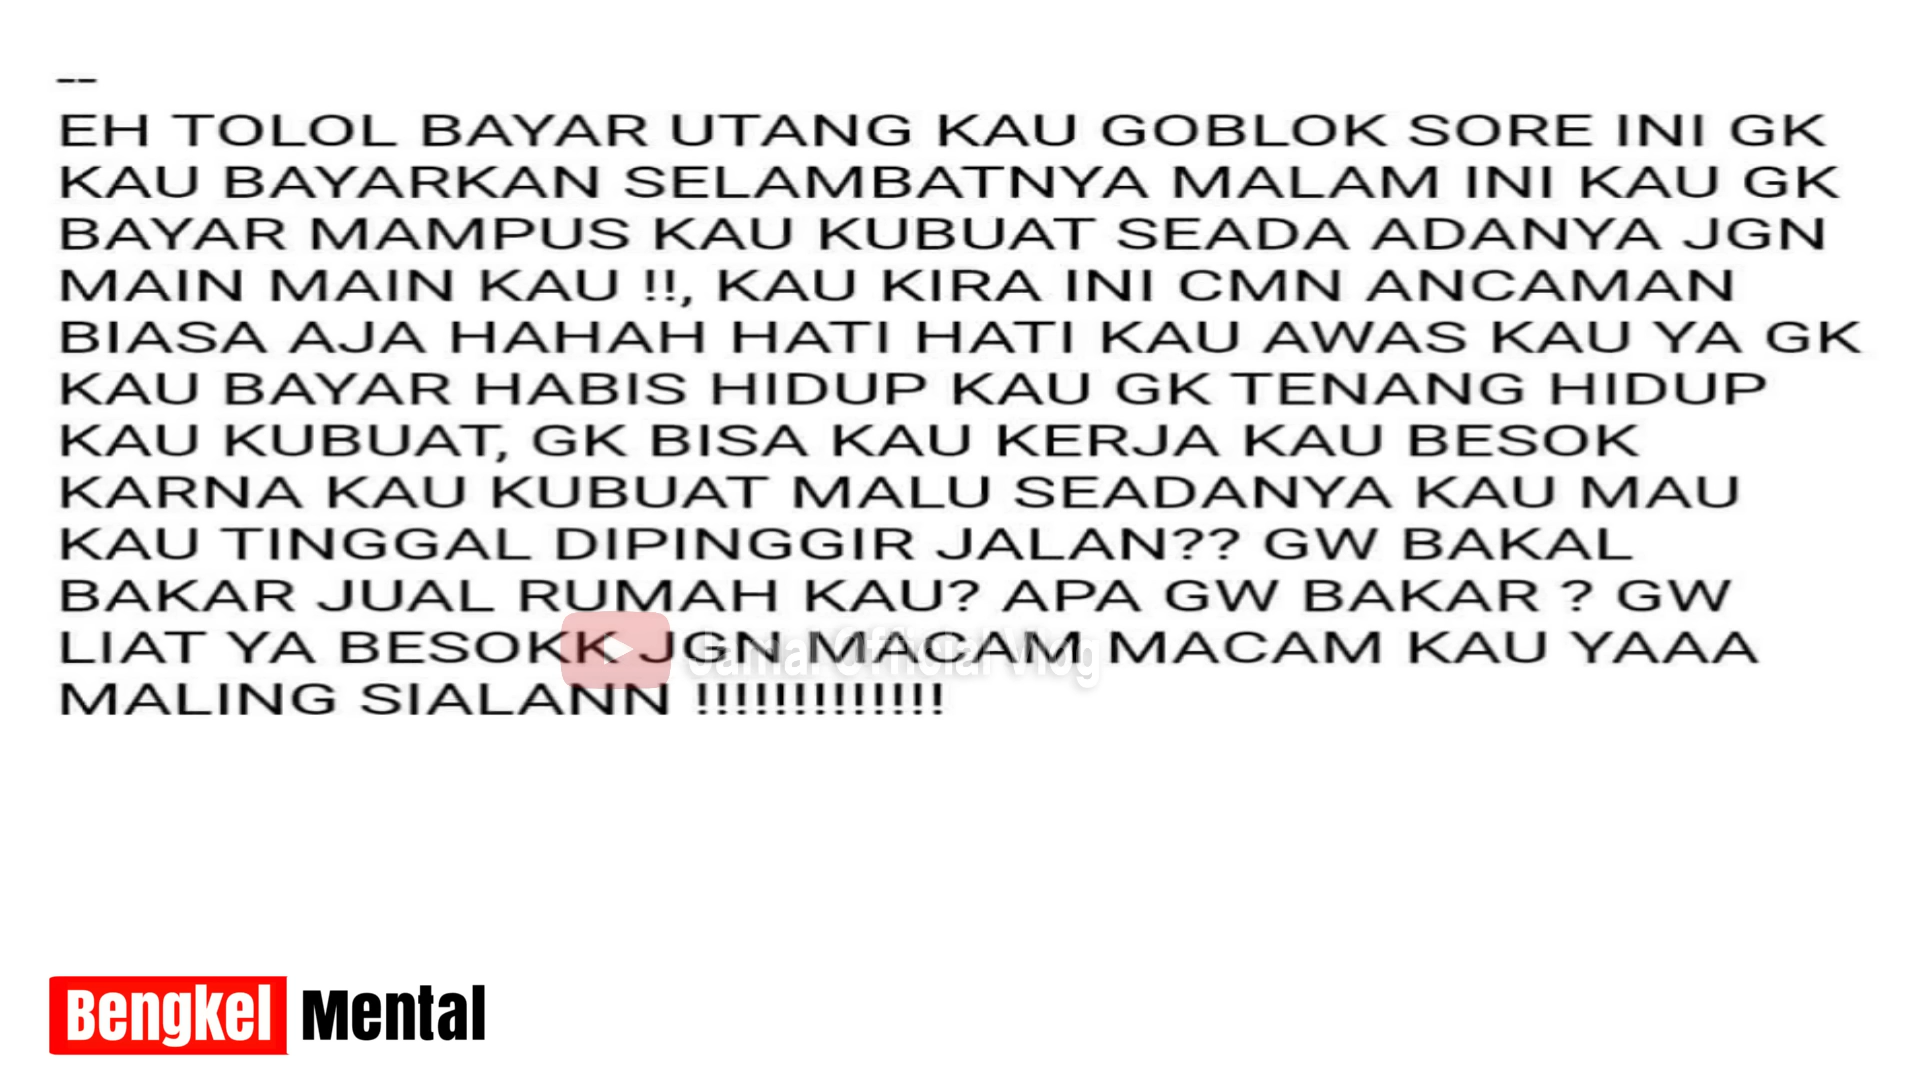 --
EH TOLOL BAYAR UTANG KAU GOBLOK SORE INI GK
KAU BAYARKAN SELAMBATNYA MALAM INI KAU GK
BAYAR MAMPUS KAU KUBUAT SEADA ADANYA JGN
MAIN MAIN KAU !!, KAU KIRA INI CMN ANCAMAN
BIASA AJA HAHAH HATI HATI KAU AWAS KAU YA GK
KAU BAYAR HABIS HIDUP KAU GK TENANG HIDUP
KAU KUBUAT, GK BISA KAU KERJA KAU BESOK
KARNA KAU KUBUAT MALU SEADANYA KAU MAU
KAU TINGGAL DIPINGGIR JALAN?? GW BAKAL
BAKAR JUAL RUMAH KAU? APA GW BAKAR ? GW
LIAT YA BESOKK JGN MACAM MACAM KAU YAAA
Official Vlog
MALING SIALANN !!!!!!!!!!!!!
Bengkel Mental